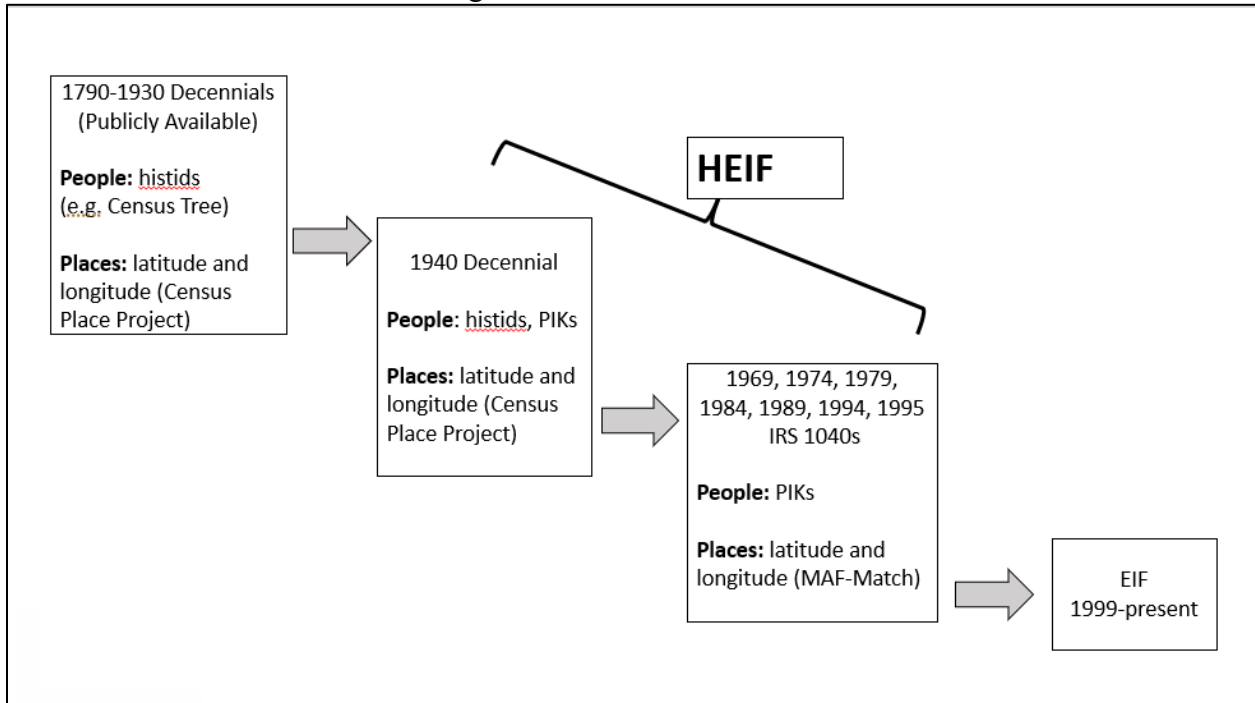 1790-1930 Decennials
(Publicly Available)
People: histids
(e.g. Census Tree)
Places: latitude and
longitude (Census
Place Project)
HEIF
1940 Decennial
People: histids, PIKs
Places: latitude and
longitude (Census
Place Project)
1969, 1974, 1979,
1984, 1989, 1994, 1995
IRS 1040s
People: PIKs
Places: latitude and
longitude (MAF-Match)
EIF
1999-present